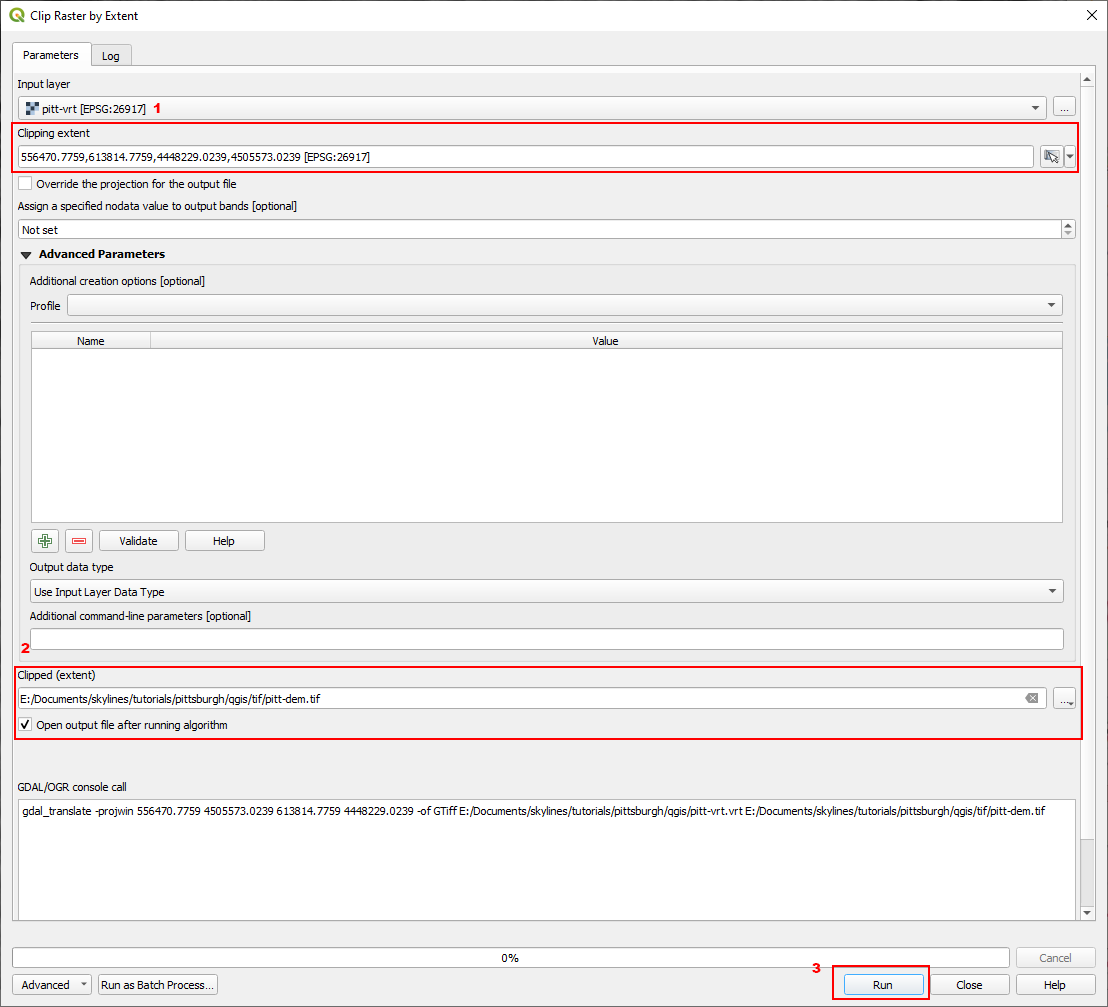 Clip Raster by Extent
Parameters
Log
Input layer
pitt-vrt [EPSG:26917] 1
...
Clipping extent
556470.7759,613814.7759,4448229.0239,4505573.0239 [EPSG:26917]
Override the projection for the output file
Assign a specified nodata value to output bands [optional]
Not set
Advanced Parameters
Additional creation options [optional]
Profile
Name Value
Validate Help
Output data type
Use Input Layer Data Type
Additional command-line parameters [optional]
2
Clipped (extent)
E:/Documents/skylines/tutorials/pittsburgh/qgis/tif/pitt-dem.tif
...
Open output file after running algorithm
GDAL/OGR console call
gdal_translate -projwin 556470.7759 4505573.0239 613814.7759 4448229.0239 -of GTiff E:/Documents/skylines/tutorials/pittsburgh/qgis/pitt-vrt.vrt E:/Documents/skylines/tutorials/pittsburgh/qgis/tif/pitt-dem.tif
0% Cancel
3
Advanced Run as Batch Process... Run Close Help